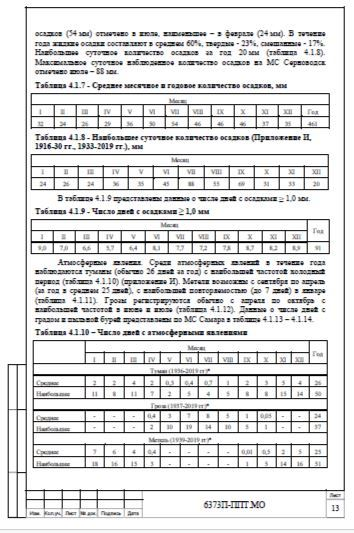 осадков (54 мм) отмечено в июле, наименьшее – в феврале (24 мм). В течение
года жидкие осадки составляют в среднем 60%, твердые - 23%, смешанные - 17%.
Наибольшее суточное количество осадков за год 20 мм (таблица 4.1.8).
Максимальное суточное наблюденное количество осадков на МС Серноводск
отмечено июле – 88 мм.
Таблица 4.1.7 - Среднее месячное и годовое количество осадков, мм
Месяц
I II III IV V VI VII VIII IX X XI XII Год
32 24 26 29 36 50 54 46 46 46 37 35 461
Таблица 4.1.8 - Наибольшее суточное количество осадков (Приложение И,
1916-30 гг., 1933-2019 гг.), мм
Месяц
I II III IV V VI VII VIII IX X XI XII
24 26 24 36 35 45 88 55 69 31 33 20
В таблице 4.1.9 представлены данные о числе дней с осадками ≥ 1,0 мм.
Таблица 4.1.9 - Число дней с осадками ≥ 1,0 мм
Месяц Год
I II III IV V VI VII VIII IX X XI XII
9,0 7,0 6,6 5,7 6,4 8,1 7,7 7,2 7,8 8,7 8,2 8,9 91
Атмосферные явления. Среди атмосферных явлений в течение года
наблюдаются туманы (обычно 26 дней за год) с наибольшей частотой холодный
период (таблица 4.1.10) (приложение И). Метели возможны с сентября по апрель
(за год в среднем 25 дней), с наибольшей повторяемостью (до 7 дней) в январе
(таблица 4.1.11). Грозы регистрируются обычно с апреля по октябрь с
наибольшей частотой в июне и июле (таблица 4.1.12). Данные о числе дней с
градом и пыльной бурей представлены по МС Самара в таблице 4.1.13 – 4.1.14.
Таблица 4.1.10 – Число дней с атмосферными явлениями
Месяц Год
I II III IV V VI VII VIII IX X XI XII
Туман (1936-2019 гг)*
Среднее 2 2 4 2 0,3 0,4 0,7 1 2 3 5 4 26
Наибольшее 11 8 11 7 2 5 4 5 8 8 15 14 50
Гроза (1937-2019 гг)*
Среднее - - - 0,4 3 7 8 5 1 0,05 - - 24
Наибольшее - - - 2 10 19 14 10 5 1 - - 37
Метель (1939-2019 гг)*
Среднее 7 6 4 0,4 - - - - 0,01 0,5 2 5 25
Наибольшее 18 16 13 3 - - - - 1 5 14 16 51
6373П-ППТ.МО
Лист
13
Изм. Кол.уч. Лист № док. Подпись Дата